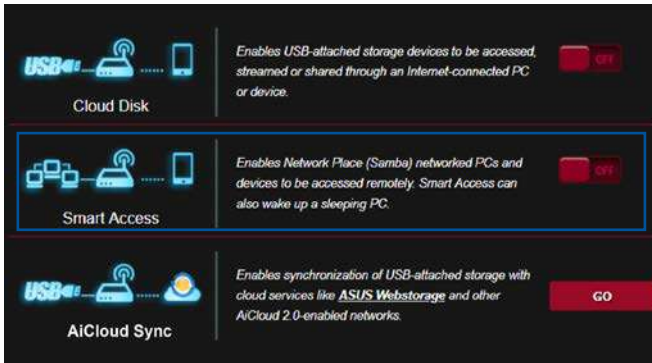 Enables USB-attached storage devices to be accessed,
streamed or shared through an Internet-connected PC
or device.
USB
OFF
Cloud Disk
Enables Network Place (Samba) networked PCs and
devices to be accessed remotely. Smart Access can
also wake up a sleeping PC.
OFF
Smart Access
Enables synchronization of USB-attached storage with
cloud services like ASUS Webstorage and other
AiCloud 2.0-enabled networks.
USB
GO
AiCloud Sync